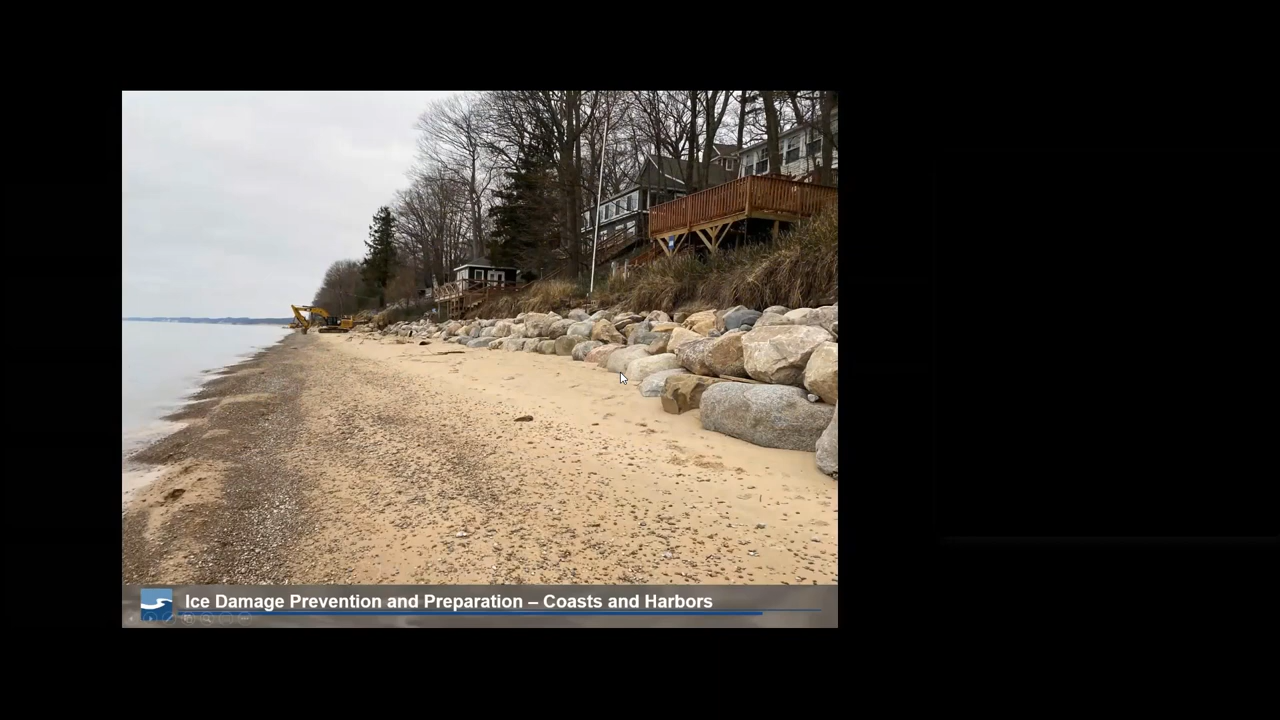 Ice Damage Prevention and Preparation – Coasts and Harbors